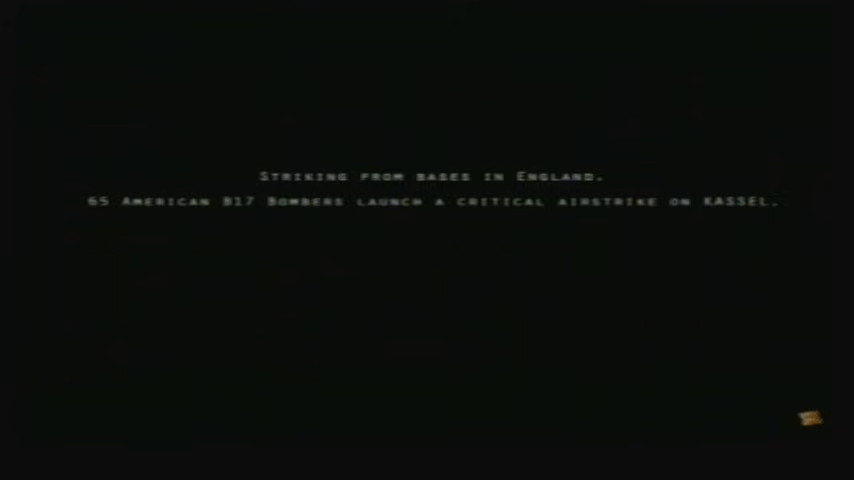 STRIKING FROM BASES IN ENGLAND.
65 AMERICAN B17 BOMBERS LAUNCH A CRITICAL AIRSTRIKE ON KASSEL.